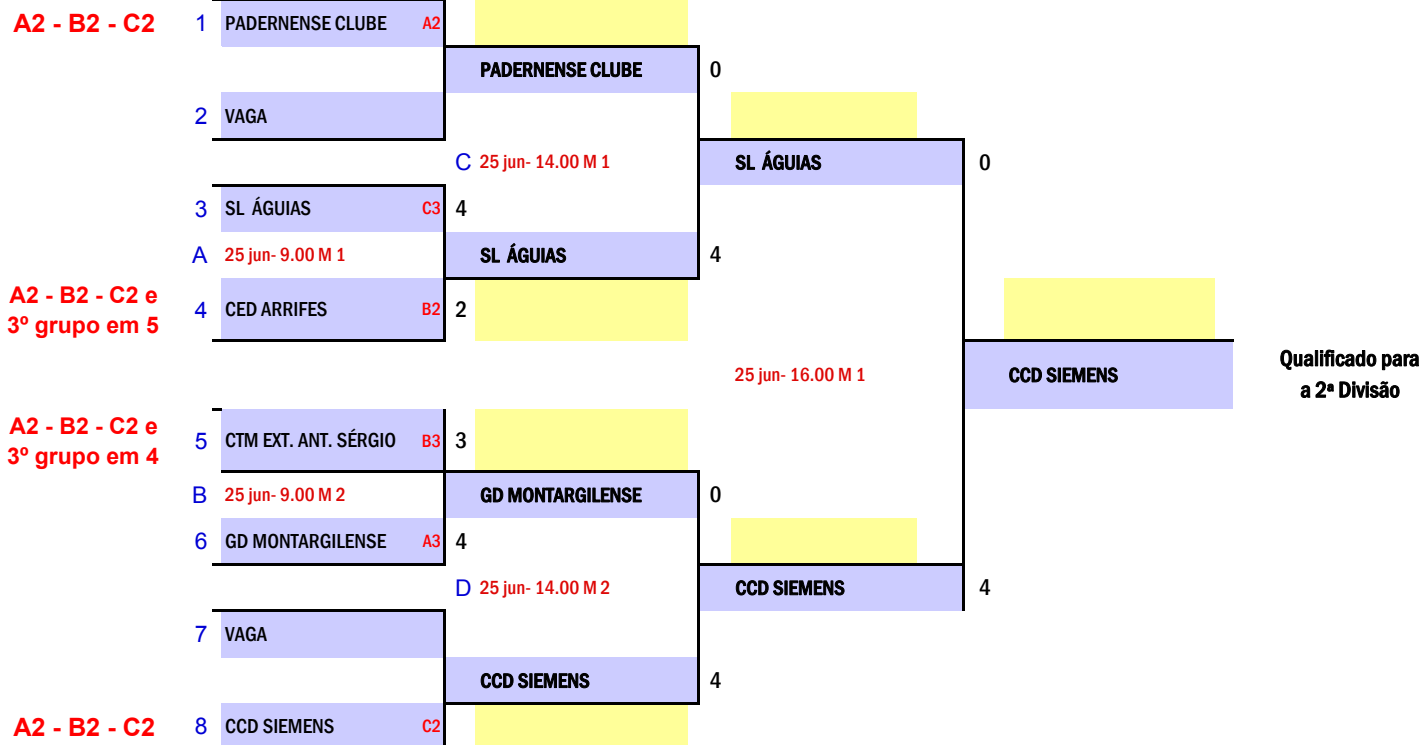 A2 - B2 - C2 1 PADERNENSE CLUBE A2
PADERNENSE CLUBE 0
2 VAGA
C 25 jun- 14.00 M 1 SL ÁGUIAS 0
3 SL ÁGUIAS C3 4
A 25 jun- 9.00 M 1 SL ÁGUIAS 4
A2 - B2 - C2 e
3º grupo em 5
4 CED ARRIFES B2 2
25 jun- 16.00 M 1 CCD SIEMENS
Qualificado para
a 2ª Divisão
A2 - B2 - C2 e
3º grupo em 4
5 CTM EXT. ANT. SÉRGIO B3 3
B 25 jun- 9.00 M 2 GD MONTARGILENSE 0
6 GD MONTARGILENSE A3 4
D 25 jun- 14.00 M 2 CCD SIEMENS 4
7 VAGA
CCD SIEMENS 4
A2 - B2 - C2 8 CCD SIEMENS C2